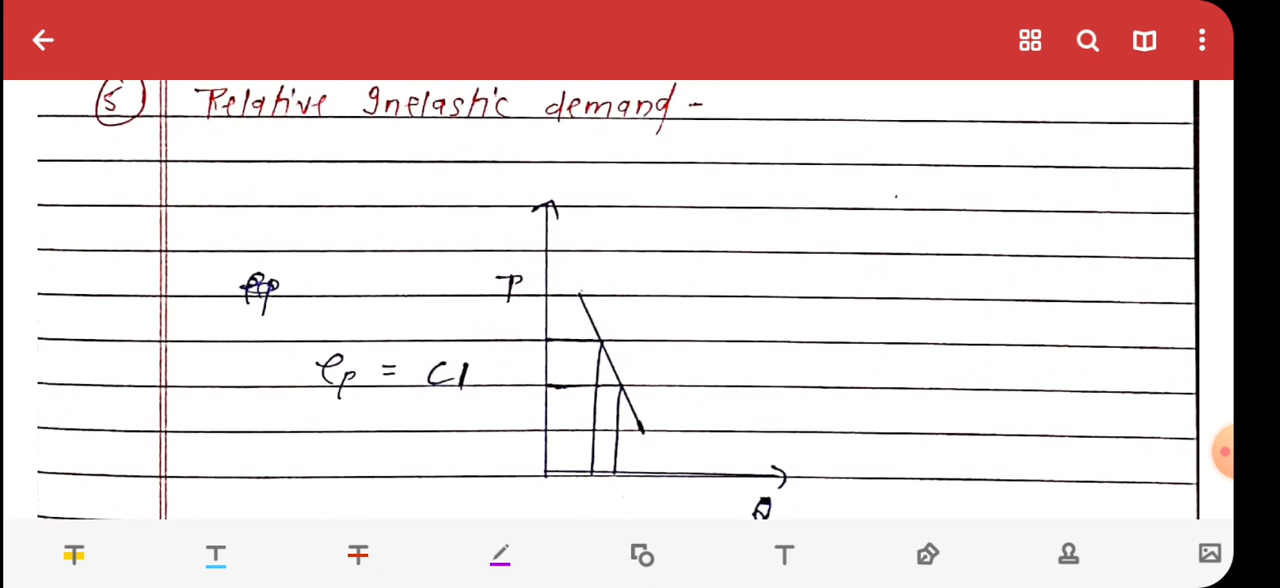 5 Relative Inelastic demand -
P
ep = <1
Q